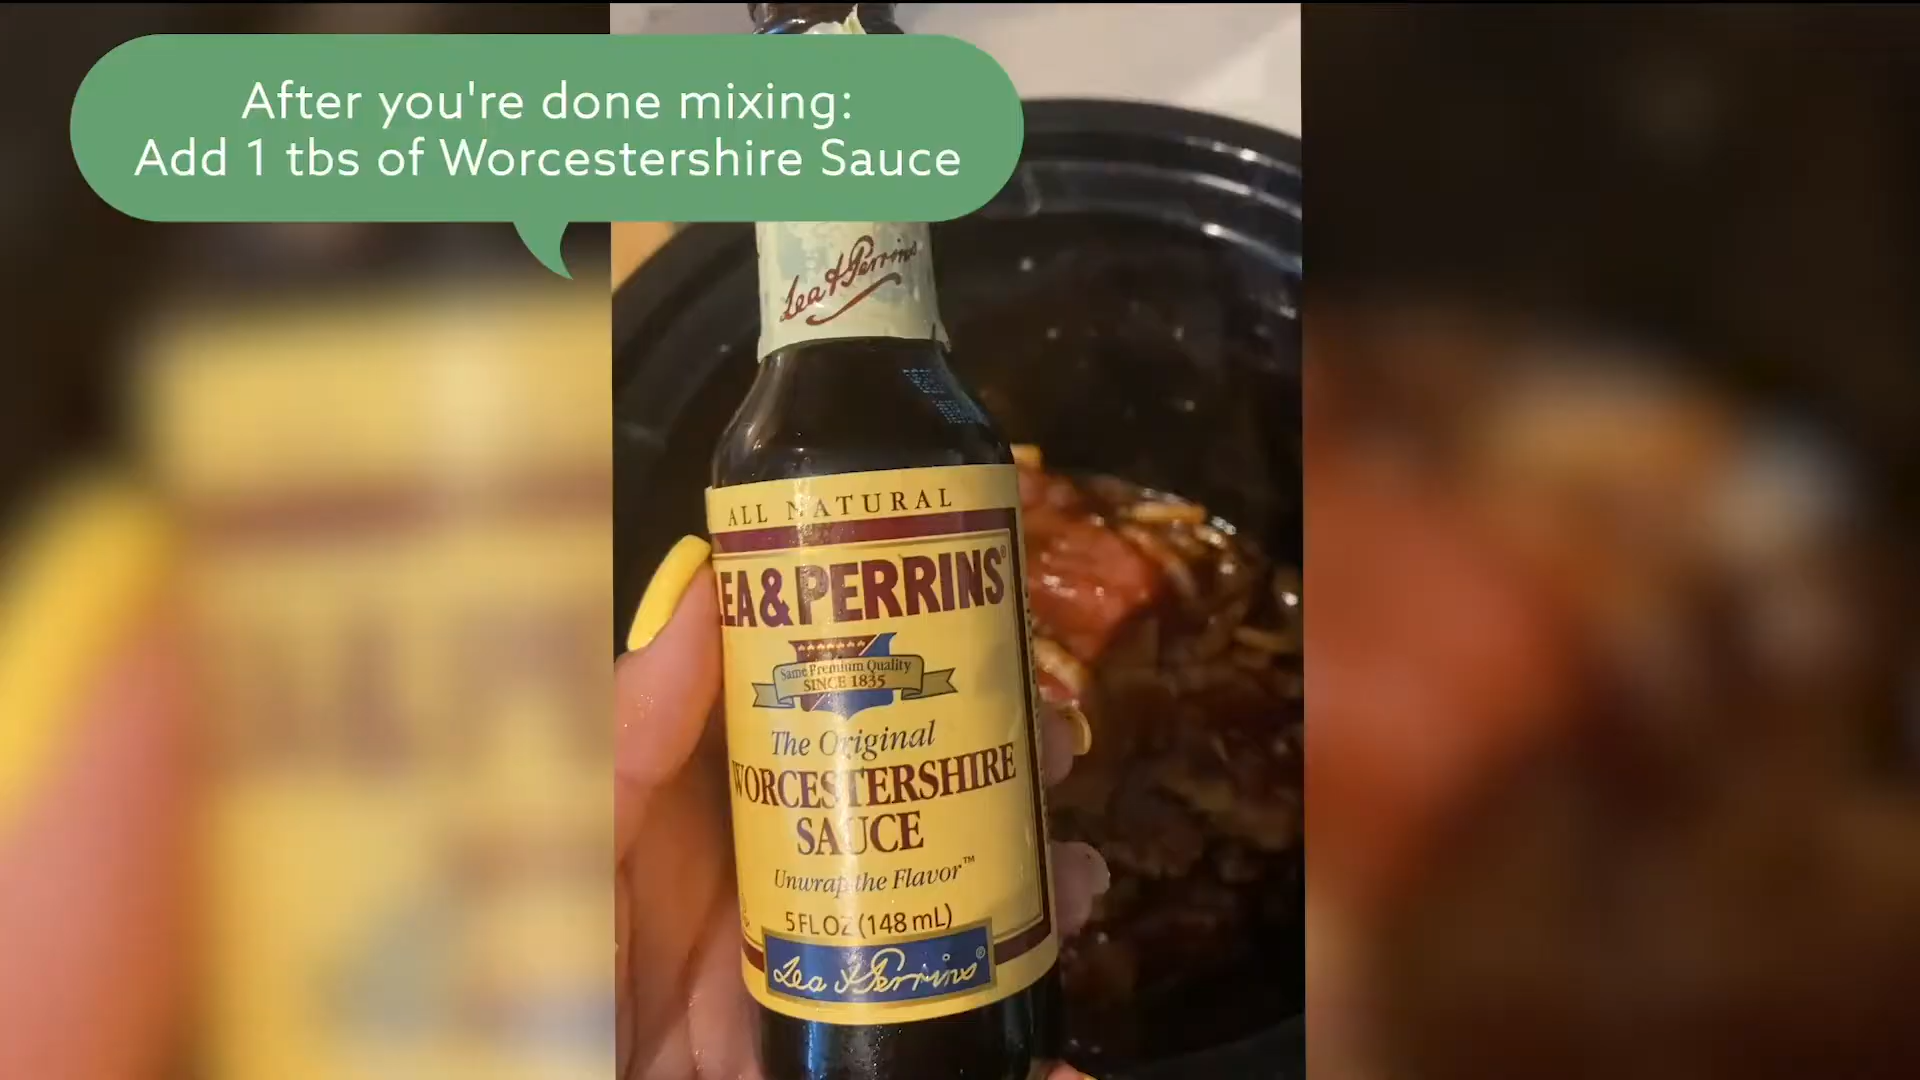 After you're done mixing:
Add 1 tbs of Worcestershire Sauce
Lea & Perrins
ALL NATURAL
LEA & PERRINS®
Same Premium Quality
SINCE 1835
The Original
WORCESTERSHIRE
SAUCE
Unwrap the Flavor™
5 FL OZ (148 mL)
Lea & Perrins®